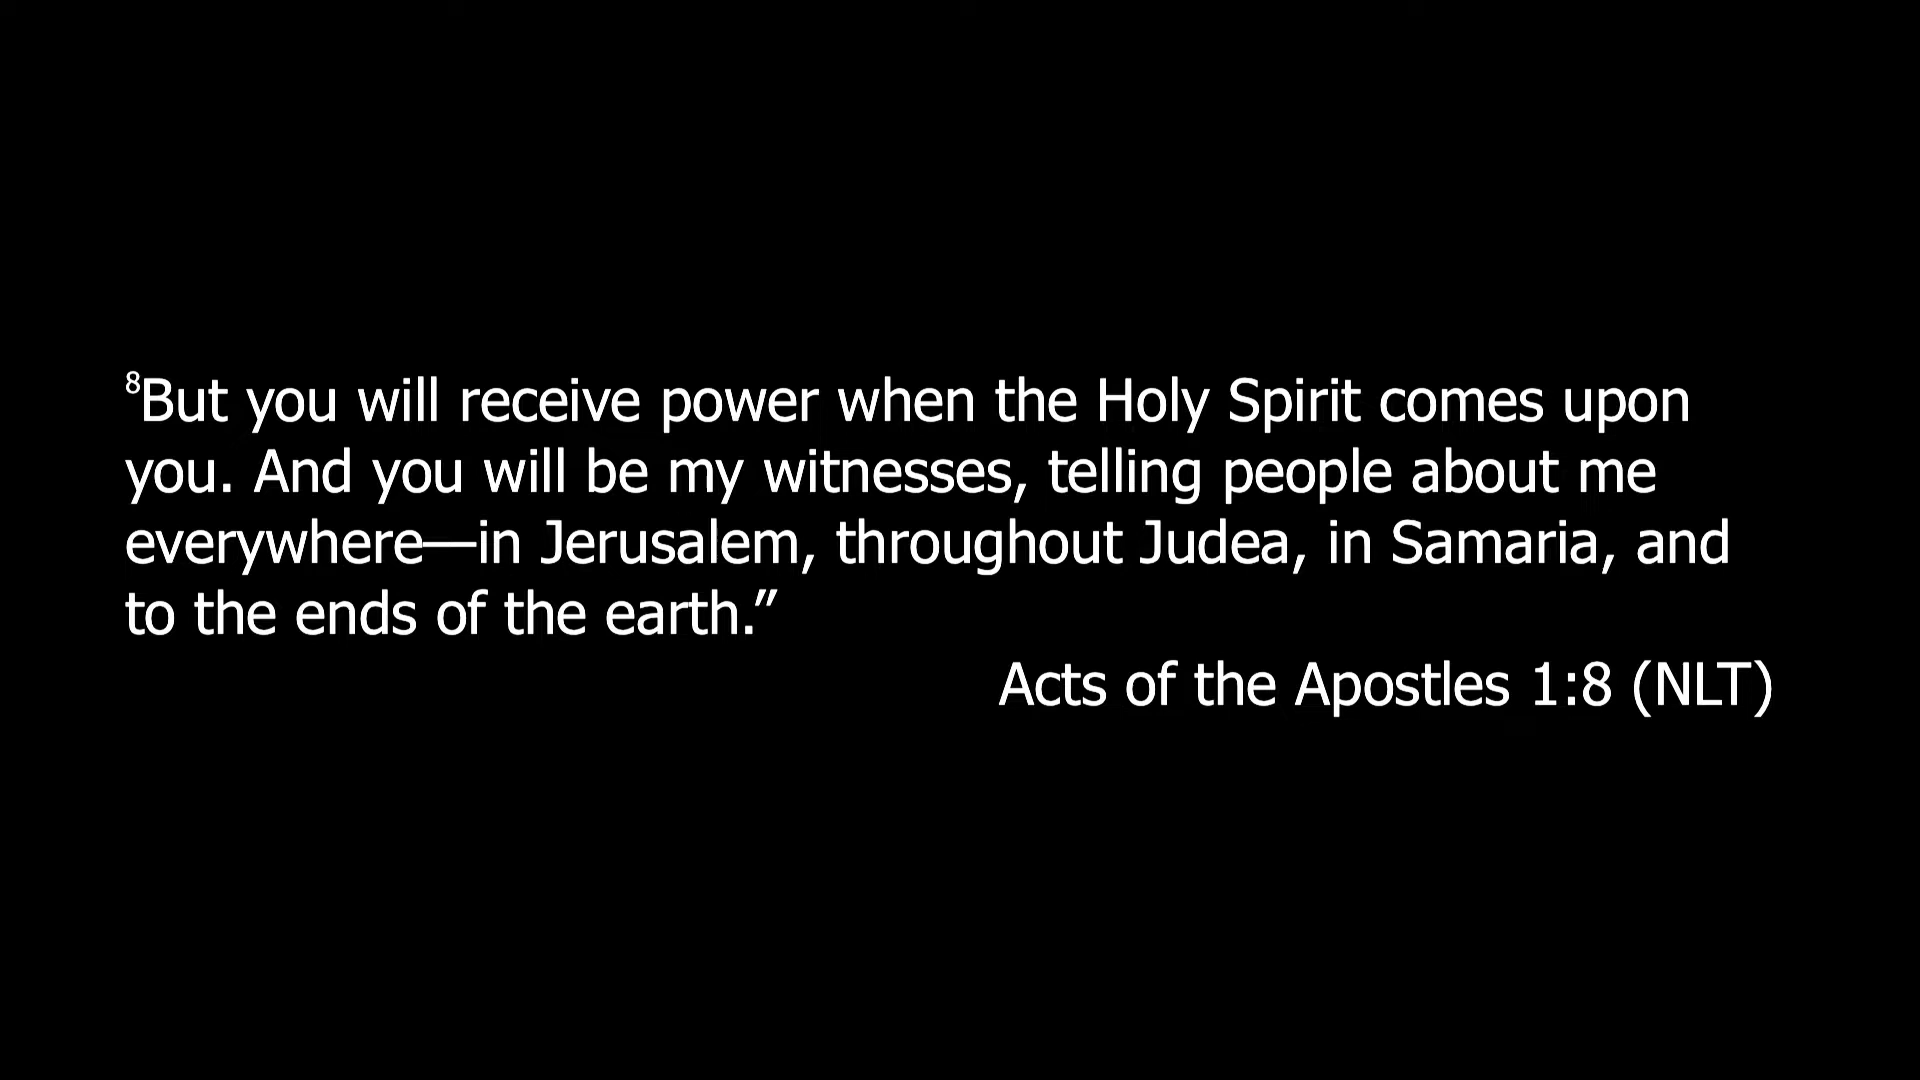 ⁸But you will receive power when the Holy Spirit comes upon
you. And you will be my witnesses, telling people about me
everywhere—in Jerusalem, throughout Judea, in Samaria, and
to the ends of the earth.”
Acts of the Apostles 1:8 (NLT)